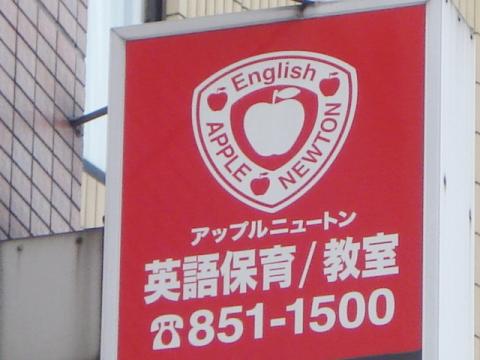 English
APPLE NEWTON
アップルニュートン
英語保育/教室
☎851-1500